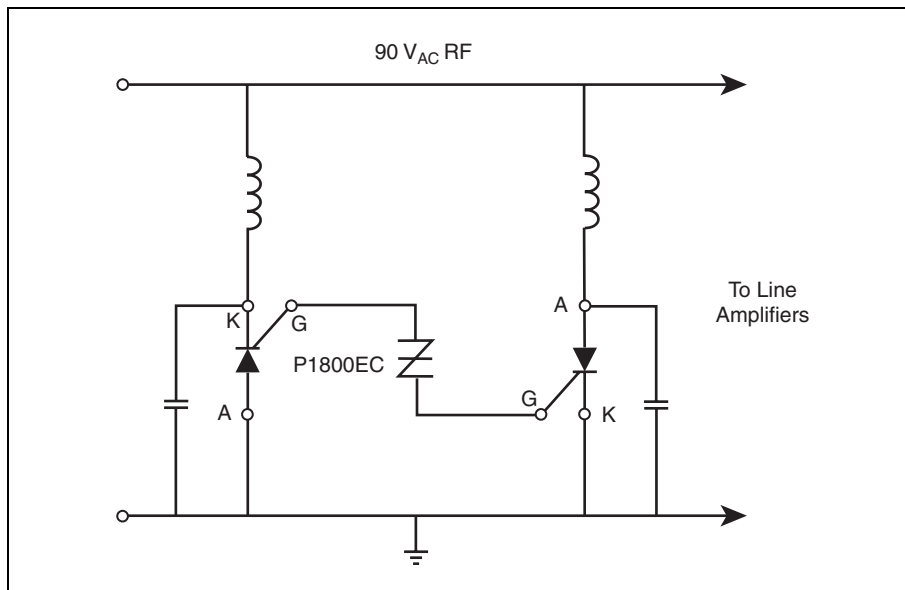 90 VAC RF
K
G
A
P1800EC
A
G
K
To Line
Amplifiers